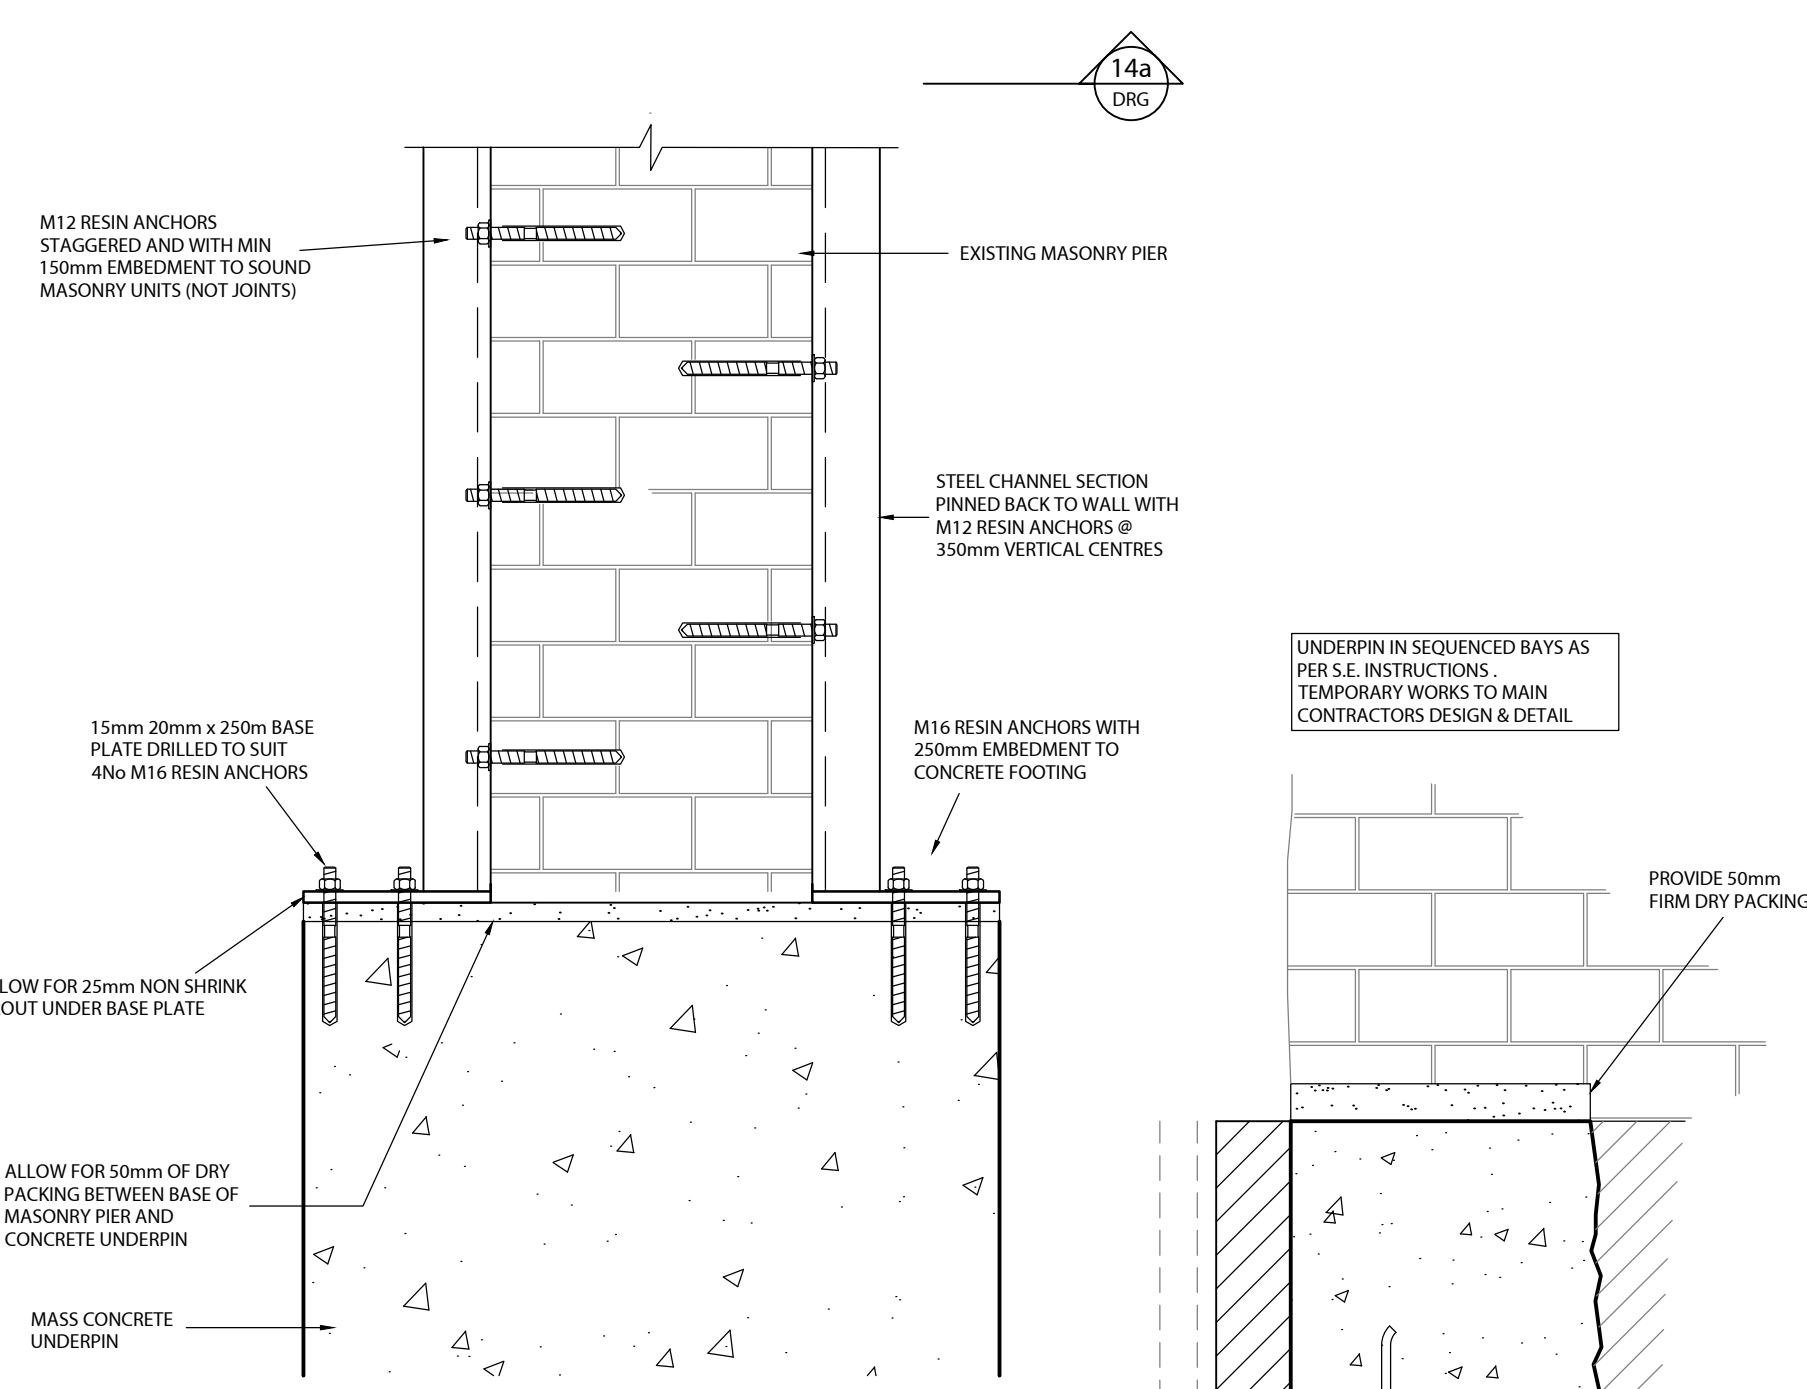 14a
DRG
M12 RESIN ANCHORS
STAGGERED AND WITH MIN
150mm EMBEDMENT TO SOUND
MASONRY UNITS (NOT JOINTS)
EXISTING MASONRY PIER
STEEL CHANNEL SECTION
PINNED BACK TO WALL WITH
M12 RESIN ANCHORS @
350mm VERTICAL CENTRES
UNDERPIN IN SEQUENCED BAYS AS
PER S.E. INSTRUCTIONS .
TEMPORARY WORKS TO MAIN
CONTRACTORS DESIGN & DETAIL
15mm 20mm x 250m BASE
PLATE DRILLED TO SUIT
4No M16 RESIN ANCHORS
M16 RESIN ANCHORS WITH
250mm EMBEDMENT TO
CONCRETE FOOTING
PROVIDE 50mm
FIRM DRY PACKING
LOW FOR 25mm NON SHRINK
OUT UNDER BASE PLATE
ALLOW FOR 50mm OF DRY
PACKING BETWEEN BASE OF
MASONRY PIER AND
CONCRETE UNDERPIN
MASS CONCRETE
UNDERPIN